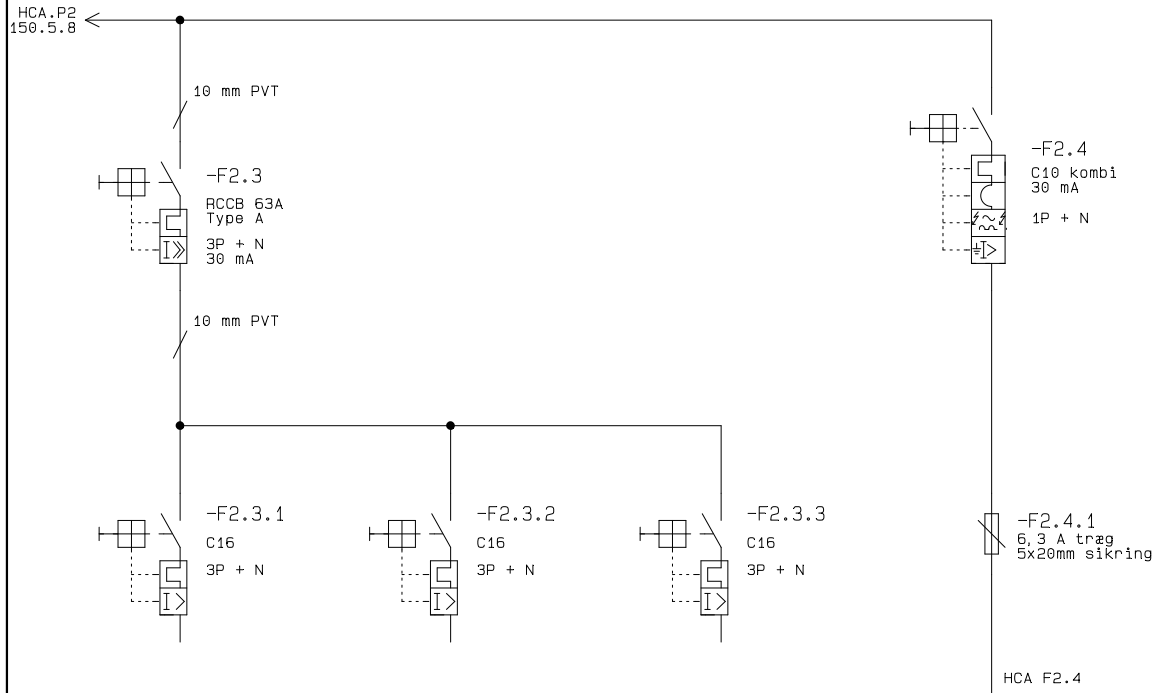 HCA.P2
150.5.8
10 mm PVT
-F2.3
RCCB 63A
Type A
3P + N
30 mA
10 mm PVT
-F2.4
C10 kombi
30 mA
1P + N
-F2.3.1
C16
3P + N
-F2.3.2
C16
3P + N
-F2.3.3
C16
3P + N
-F2.4.1
6,3 A træg
5x20mm sikring
HCA F2.4